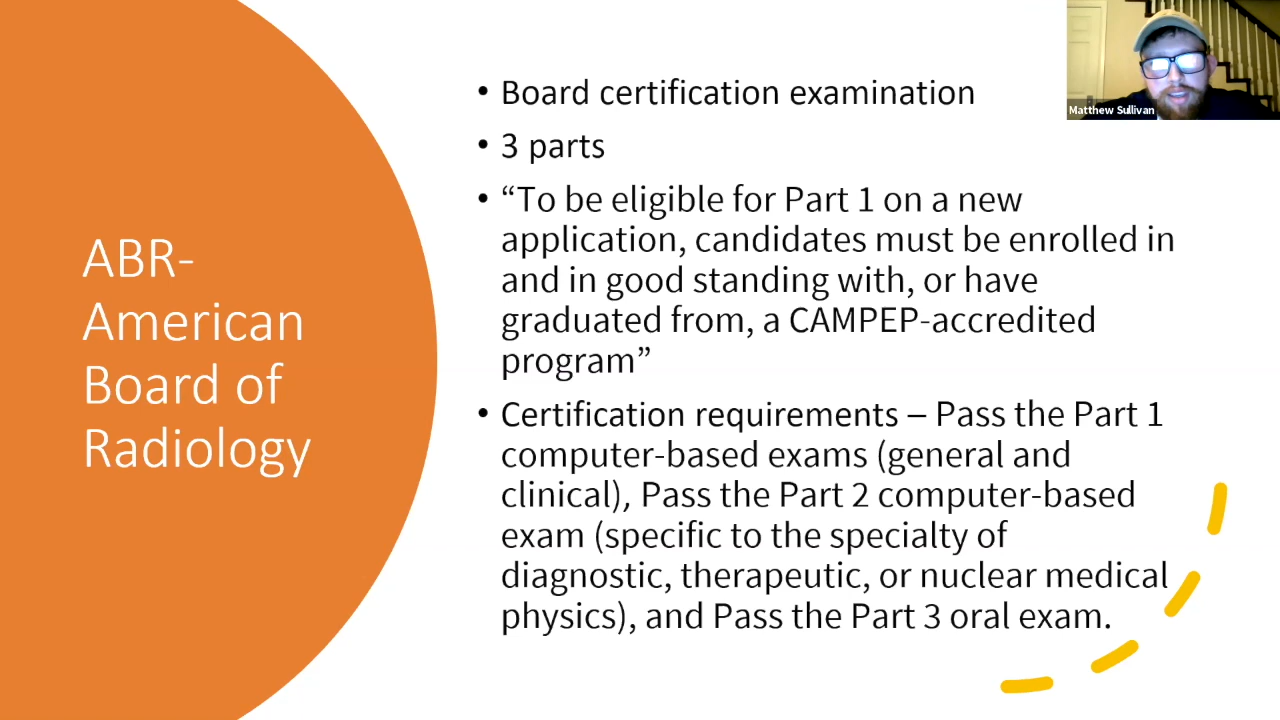 ABR-
American
Board of
Radiology
• Board certification examination
• 3 parts
• “To be eligible for Part 1 on a new
application, candidates must be enrolled in
and in good standing with, or have
graduated from, a CAMPEP-accredited
program”
• Certification requirements – Pass the Part 1
computer-based exams (general and
clinical), Pass the Part 2 computer-based
exam (specific to the specialty of
diagnostic, therapeutic, or nuclear medical
physics), and Pass the Part 3 oral exam.
Matthew Sullivan